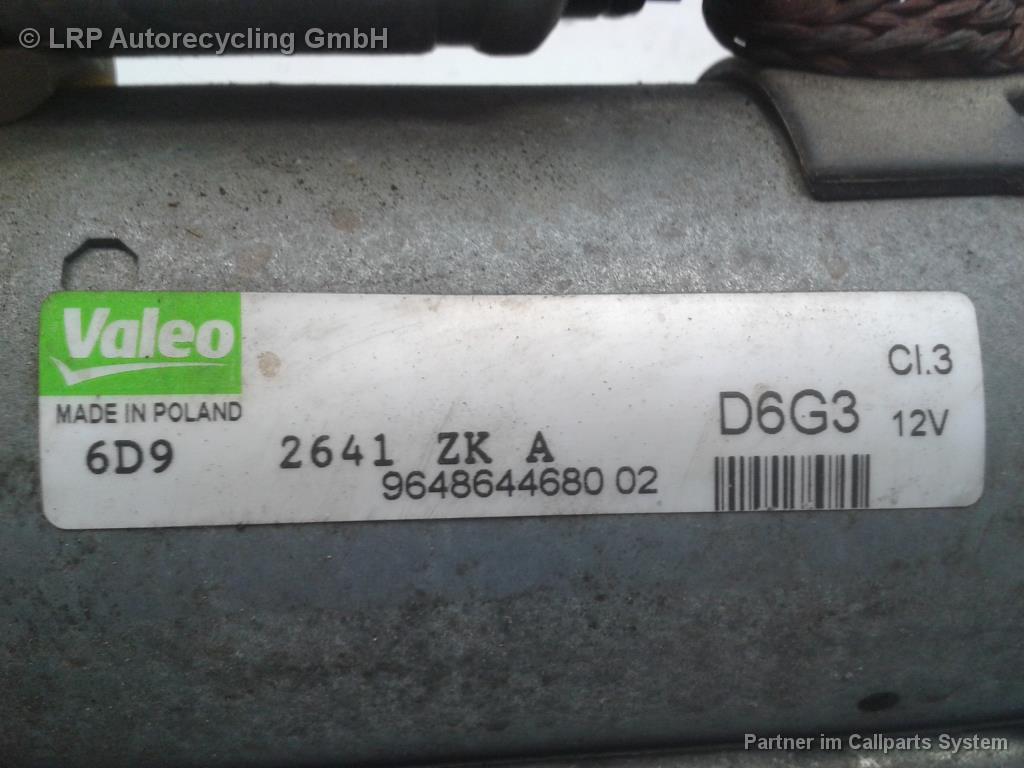 © LRP Autorecycling GmbH
Valeo
MADE IN POLAND
6D9 2641 ZK A
9648644680 02
D6G3
Cl.3
12V
Partner im Callparts System